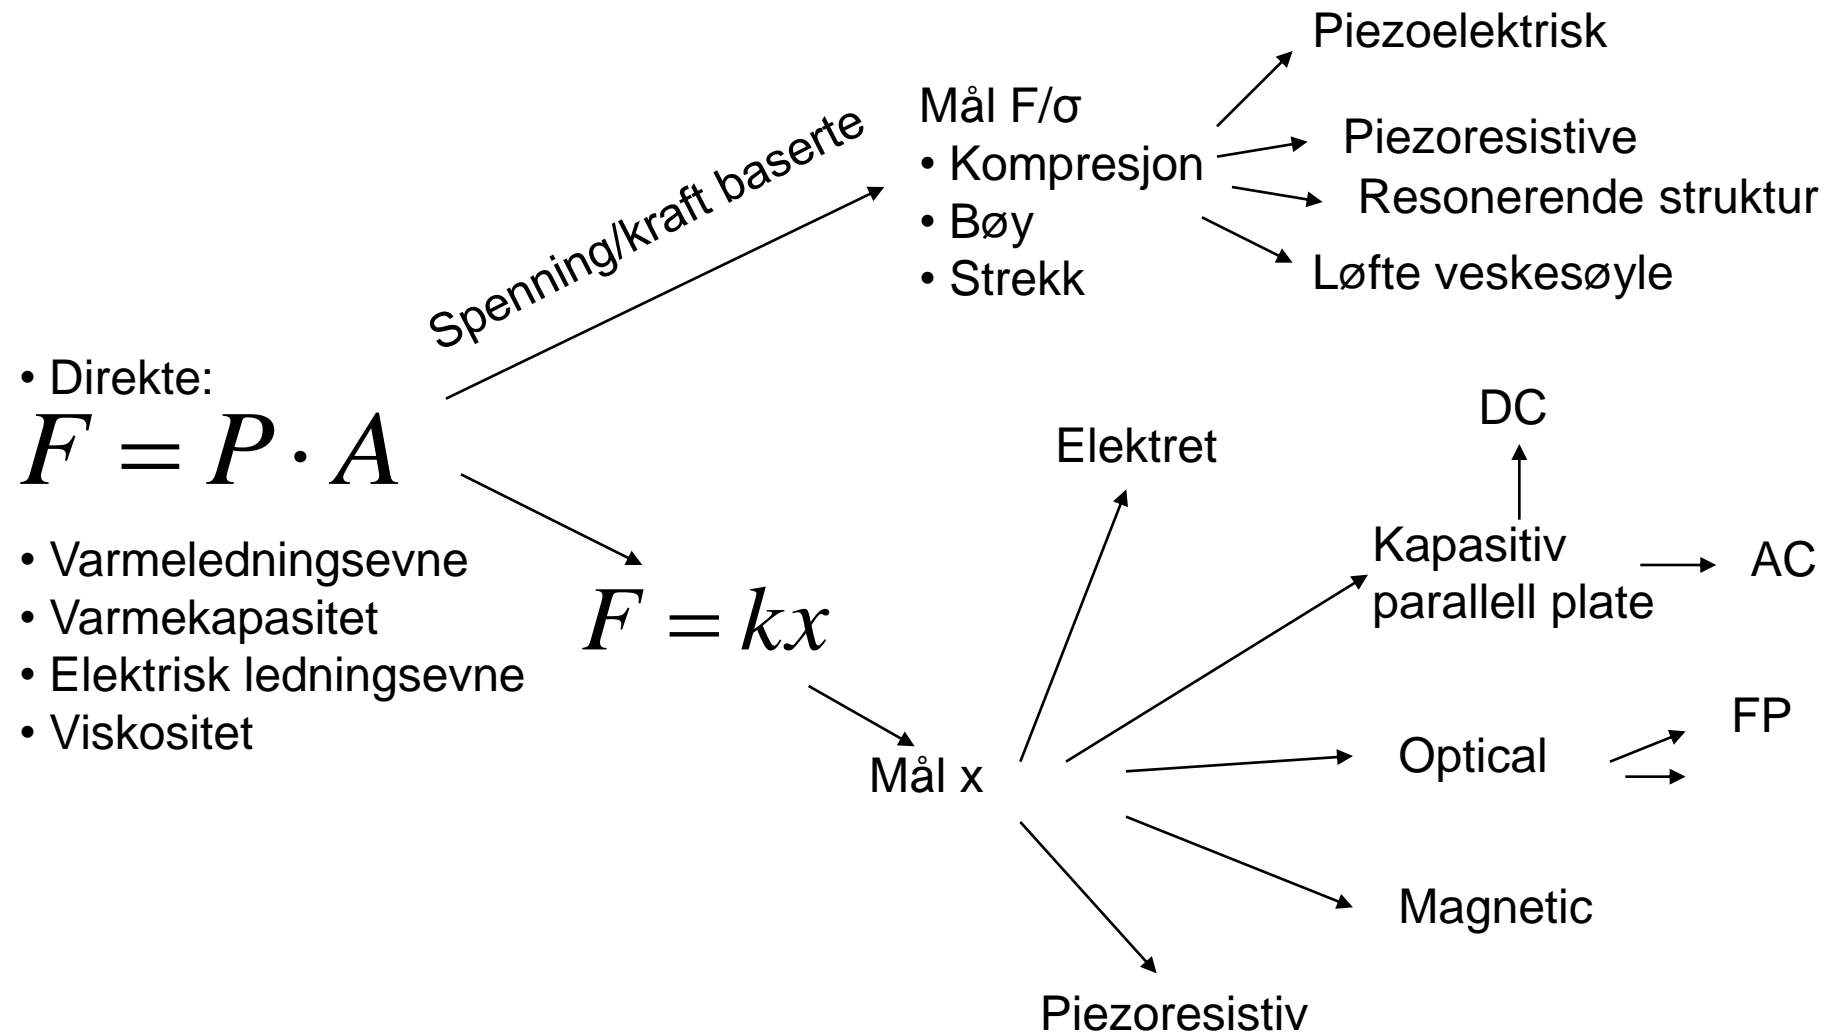 Piezoelektrisk
Mål F/σ
• Kompresjon
• Bøy
• Strekk
Piezoresistive
Resonerende struktur
Løfte veskesøyle
Spenning/kraft baserte
• Direkte:
F = P · A
• Varmeledningsevne
• Varmekapasitet
• Elektrisk ledningsevne
• Viskositet
F = kx
Mål x
Elektret
DC
Kapasitiv
parallell plate
AC
Optical
FP
Magnetic
Piezoresistiv